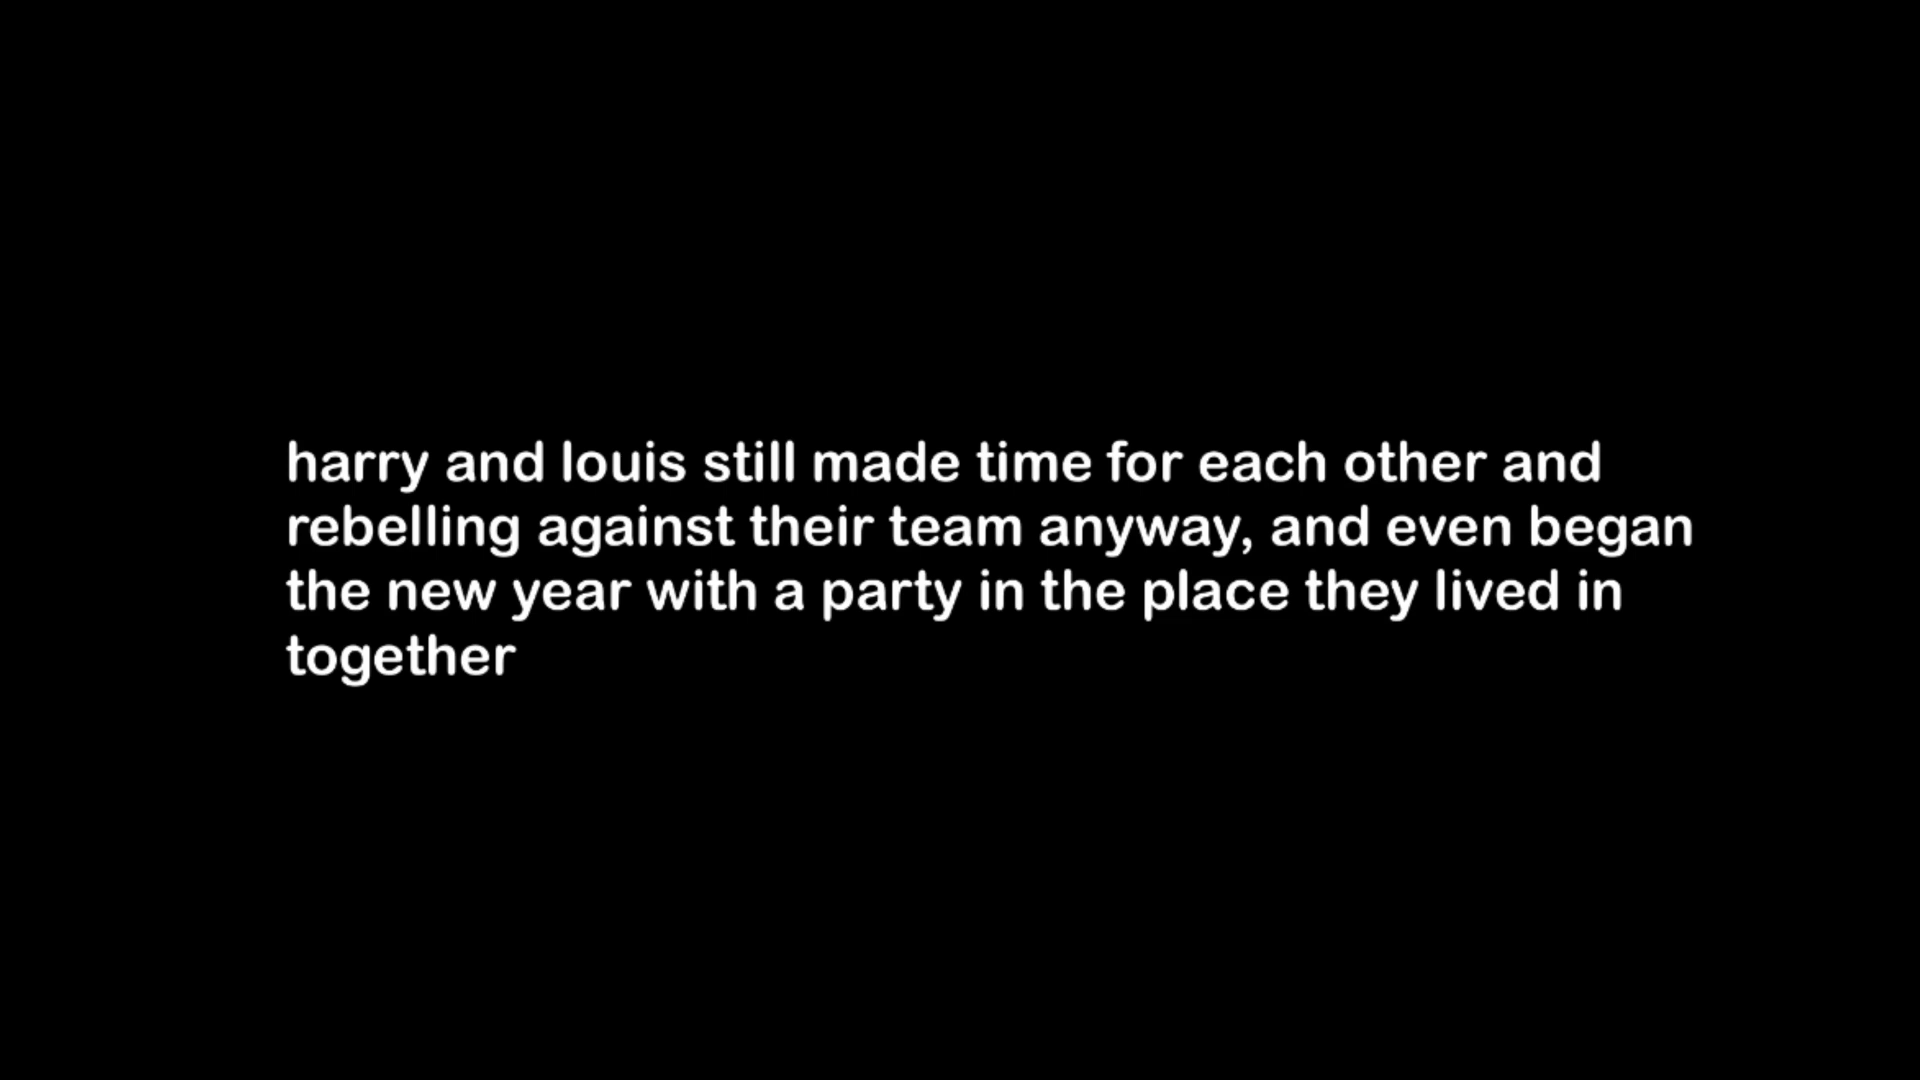 harry and louis still made time for each other and
rebelling against their team anyway, and even began
the new year with a party in the place they lived in
together